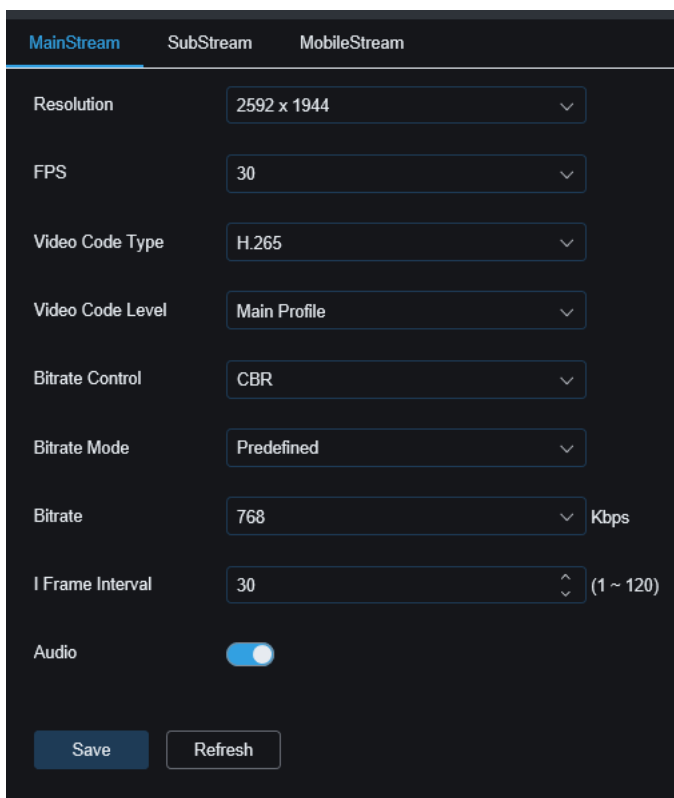 MainStream SubStream MobileStream
Resolution 2592 x 1944
FPS 30
Video Code Type H.265
Video Code Level Main Profile
Bitrate Control CBR
Bitrate Mode Predefined
Bitrate 768 Kbps
I Frame Interval 30 (1 ~ 120)
Audio
Save Refresh